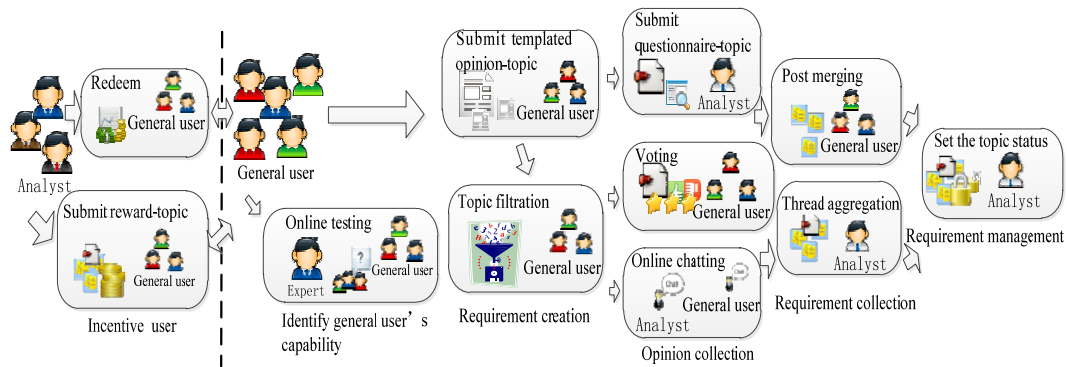 Redeem
General user
Analyst
Submit reward-topic
General user
Incentive user
General user
Online testing
General user
Expert
Identify general user's
capability
Submit templated
opinion-topic
General user
Topic filtration
General user
Requirement creation
Submit
questionnaire-topic
Analyst
Voting
General user
Online chatting
General user
Analyst
Opinion collection
Post merging
General user
Thread aggregation
Analyst
Requirement collection
Set the topic status
Analyst
Requirement management